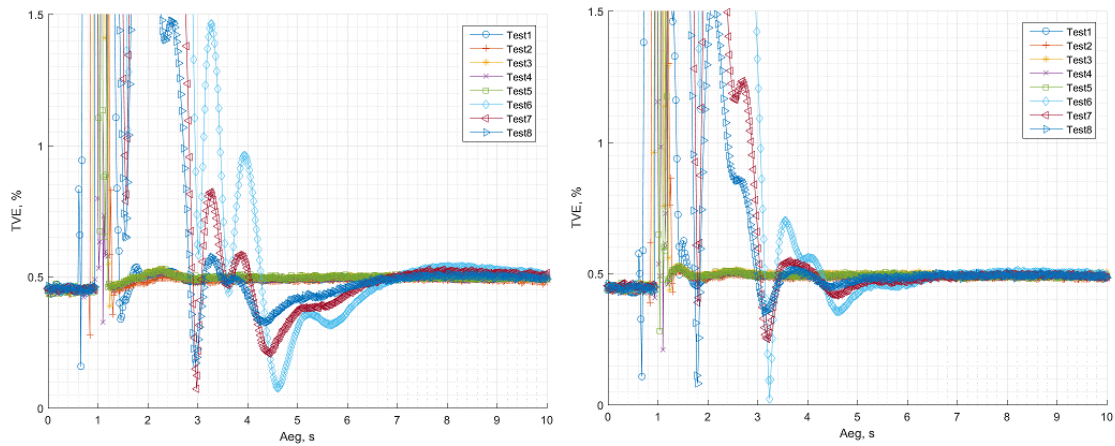 1.5
1
0.5
0
TVE, %
0 1 2 3 4 5 6 7 8 9 10
Aeg, s
Test1
Test2
Test3
Test4
Test5
Test6
Test7
Test8
1.5
1
0.5
0
TVE, %
0 1 2 3 4 5 6 7 8 9 10
Aeg, s
Test1
Test2
Test3
Test4
Test5
Test6
Test7
Test8